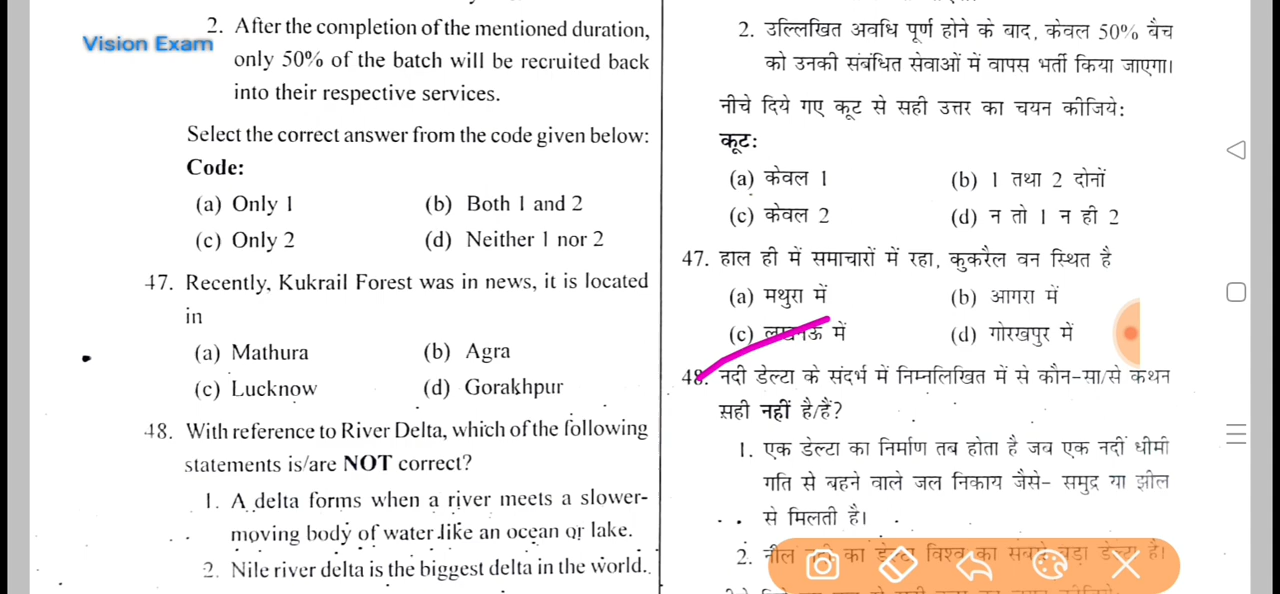 Vision Exam
2. After the completion of the mentioned duration,
only 50% of the batch will be recruited back
into their respective services.
Select the correct answer from the code given below:
Code:
(a) Only 1
(b) Both 1 and 2
(c) Only 2
(d) Neither 1 nor 2
47. Recently, Kukrail Forest was in news, it is located
in
(a) Mathura
(b) Agra
(c) Lucknow
(d) Gorakhpur
48. With reference to River Delta, which of the following
statements is/are NOT correct?
1. A delta forms when a river meets a slower-
moving body of water like an ocean or lake.
2. Nile river delta is the biggest delta in the world.
2. उल्लिखित अवधि पूर्ण होने के बाद, केवल 50% बैच
को उनकी संबंधित सेवाओं में वापस भर्ती किया जाएगा।
नीचे दिये गए कूट से सही उत्तर का चयन कीजिये:
कूट:
(a) केवल 1
(b) 1 तथा 2 दोनों
(c) केवल 2
(d) न तो 1 न ही 2
47. हाल ही में समाचारों में रहा, कुकरैल वन स्थित है
(a) मथुरा में
(b) आगरा में
(c) लखनऊ में
(d) गोरखपुर में
48. नदी डेल्टा के संदर्भ में निम्नलिखित में से कौन-सा/से कथन
सही नहीं है/हैं?
1. एक डेल्टा का निर्माण तब होता है जब एक नदी धीमी
गति से बहने वाले जल निकाय जैसे- समुद्र या झील
से मिलती है।
2. नील नदी का डेल्टा विश्व का सबसे बड़ा डेल्टा है।